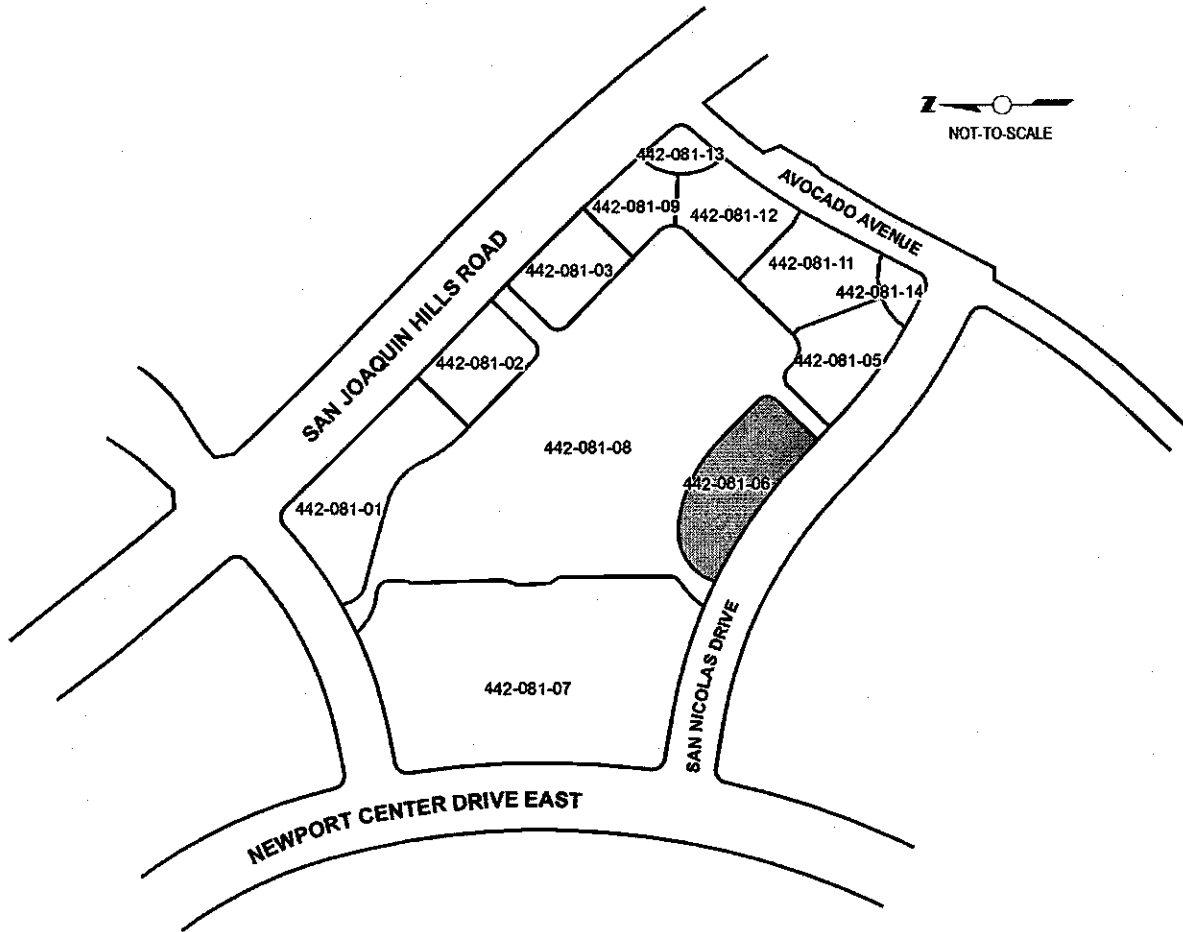 Z
NOT-TO-SCALE
442-081-13
AVOCADO AVENUE
442-081-09
442-081-12
SAN JOAQUIN HILLS ROAD
442-081-03
442-081-11
442-081-14
442-081-02
442-081-05
442-081-08
442-081-06
442-081-01
SAN NICOLAS DRIVE
442-081-07
NEWPORT CENTER DRIVE EAST